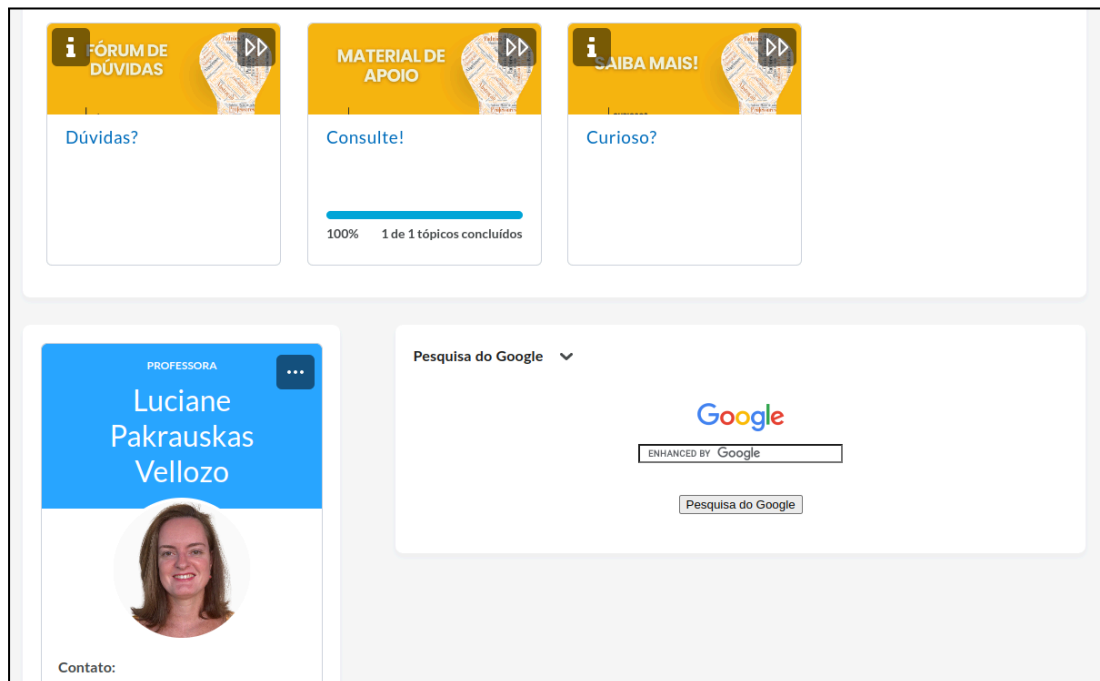 FÓRUM DE
DÚVIDAS
MATERIAL DE
APOIO
SAIBA MAIS!
Dúvidas?
Consulte!
Curioso?
100% 1 de 1 tópicos concluídos
PROFESSORA
Luciane
Pakrauskas
Vellozo
Contato:
Pesquisa do Google
Google
ENHANCED BY Google
Pesquisa do Google